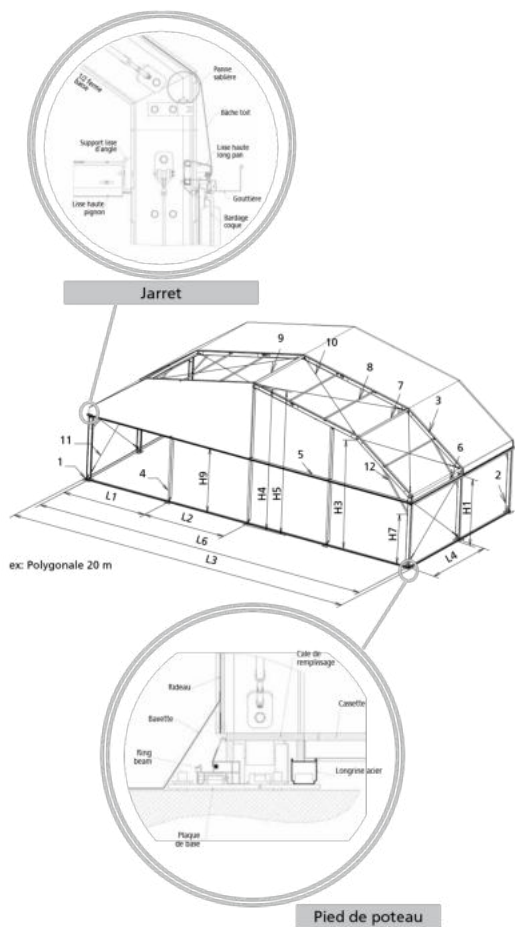 1/2 ferme
basse
Panne
sablière
Bâche toit
Support lisse
d'angle
Lisse haute
long pan
Lisse haute
pignon
Gouttière
Bardage
coque
Jarret
9
10
8
7
3
6
11
5
12
1
4
2
H9
H4
H5
H3
H7
H1
L1
L2
L6
L3
L4
ex: Polygonale 20 m
Cale de
remplissage
Rideau
Cassette
Bavette
Ring
beam
Longrine acier
Plaque
de base
Pied de poteau